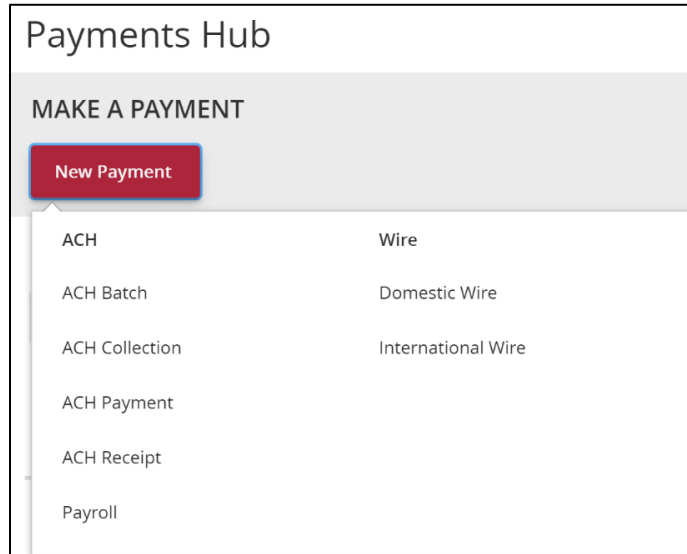 Payments Hub
MAKE A PAYMENT
New Payment
ACH
Wire
ACH Batch
Domestic Wire
ACH Collection
International Wire
ACH Payment
ACH Receipt
Payroll